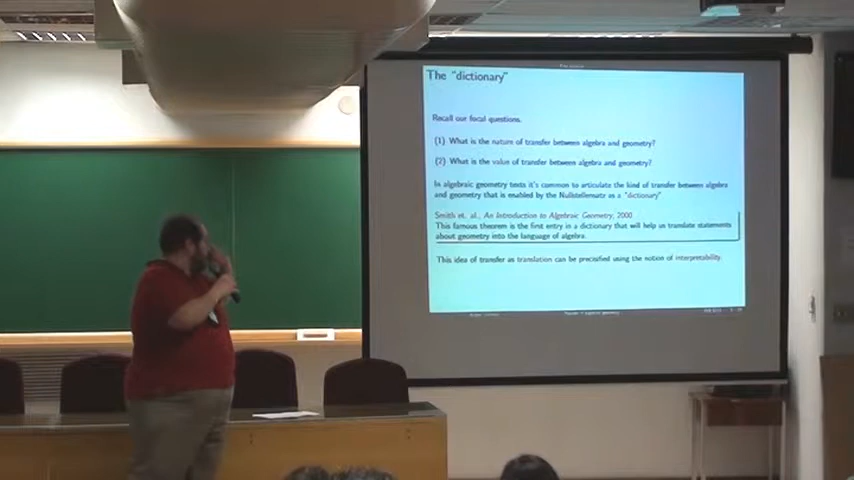 The "dictionary"
Recall our focal questions.
(1) What is the nature of transfer between algebra and geometry?
(2) What is the value of transfer between algebra and geometry?
In algebraic geometry texts it's common to articulate the kind of transfer between algebra
and geometry that is enabled by the Nullstellensatz as a "dictionary"
Smith et. al., An Introduction to Algebraic Geometry, 2000
This famous theorem is the first entry in a dictionary that will help us translate statements
about geometry into the language of algebra.
This idea of transfer as translation can be precisified using the notion of interpretability.